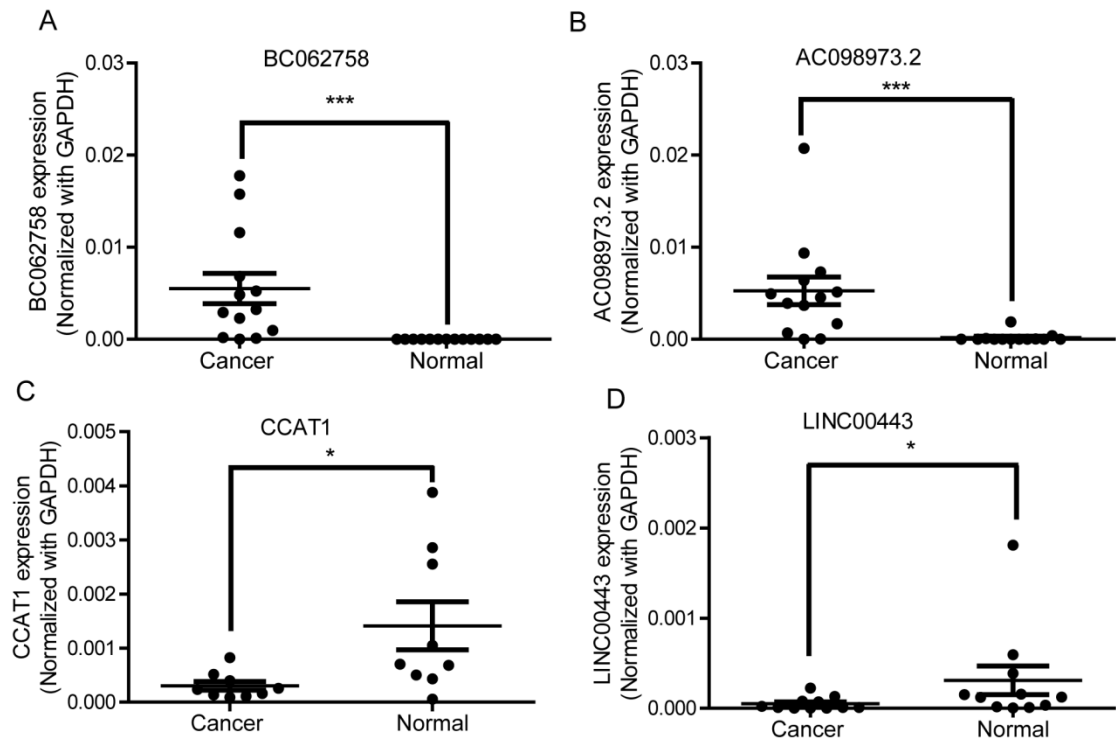 A
BC062758
BC062758 expression
(Normalized with GAPDH)
0.03
0.02
0.01
0.00
***
Cancer
Normal
B
AC098973.2
AC098973.2 expression
(Normalized with GAPDH)
0.03
0.02
0.01
0.00
***
Cancer
Normal
C
CCAT1
CCAT1 expression
(Normalized with GAPDH)
0.005
0.004
0.003
0.002
0.001
0.000
*
Cancer
Normal
D
LINC00443
LINC00443 expression
(Normalized with GAPDH)
0.003
0.002
0.001
0.000
*
Cancer
Normal